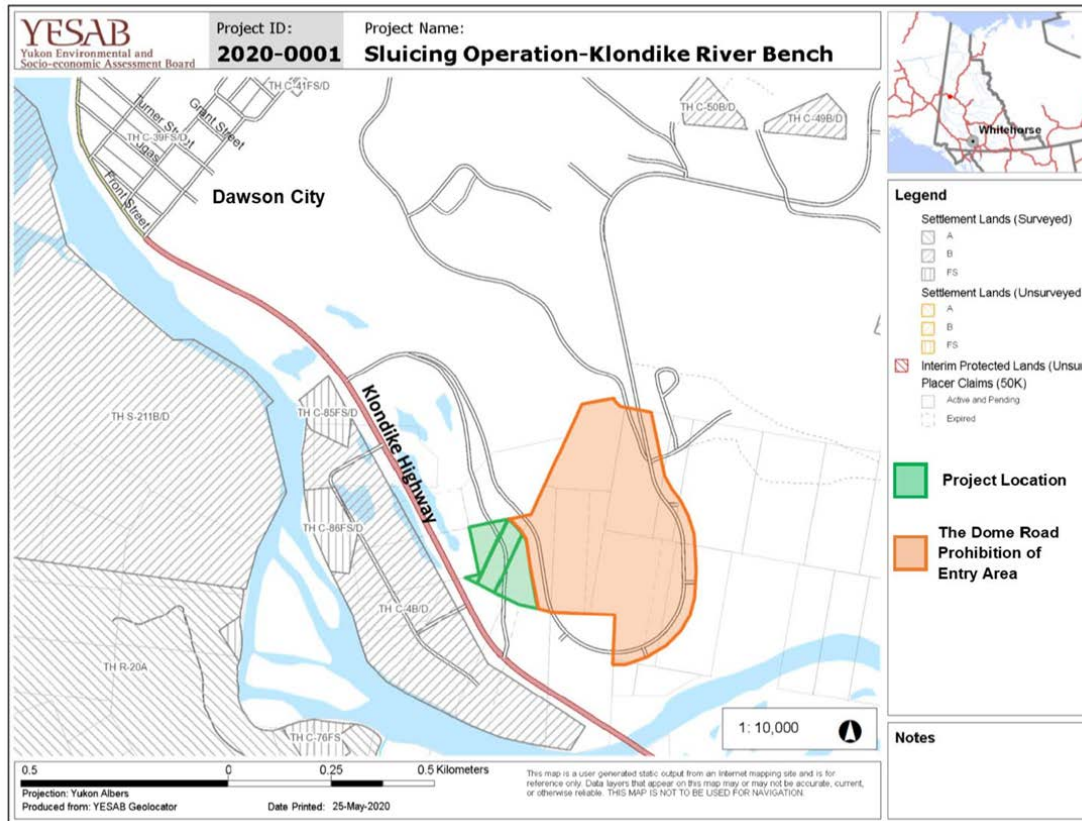 YESAB
Yukon Environmental and
Socio-economic Assessment Board
Project ID:
2020-0001
Project Name:
Sluicing Operation-Klondike River Bench
Whitehorse
TH C-41FS/D
Grant Street
Turner Street
TH C-39FS/D
Front Street
Dawson City
TH C-50B/D
TH C-49B/D
TH S-211B/D
TH C-85FS/D
Klondike Highway
TH C-86FS/D
TH C-4B/D
TH R-20A
TH C-76FS
1: 10,000
Legend
Settlement Lands (Surveyed)
A
B
FS
Settlement Lands (Unsurveyed
A
B
FS
Interim Protected Lands (Unsur
Placer Claims (50K)
Active and Pending
Expired
Project Location
The Dome Road
Prohibition of
Entry Area
Notes
0.5 0 0.25 0.5 Kilometers
Projection: Yukon Albers
Produced from: YESAB Geolocator
Date Printed: 25-May-2020
This map is a user generated static output from an Internet mapping site and is for
reference only. Data layers that appear on this map may or may not be accurate, current,
or otherwise reliable. THIS MAP IS NOT TO BE USED FOR NAVIGATION.